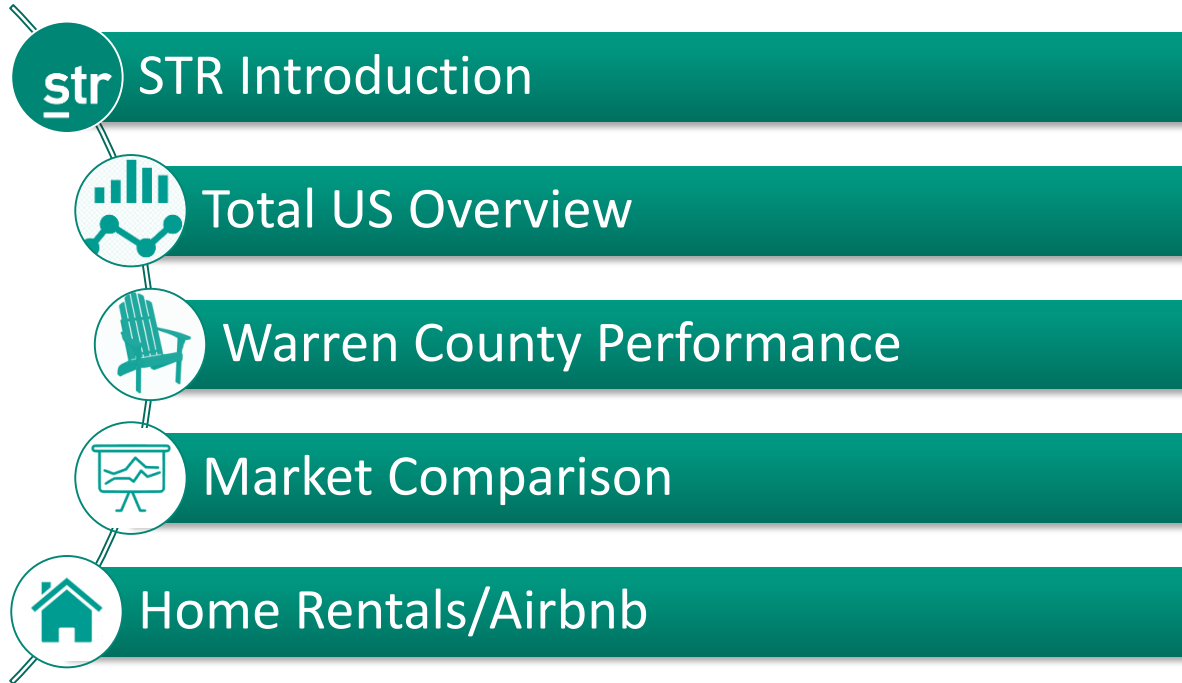 str
STR Introduction
Total US Overview
Warren County Performance
Market Comparison
Home Rentals/Airbnb